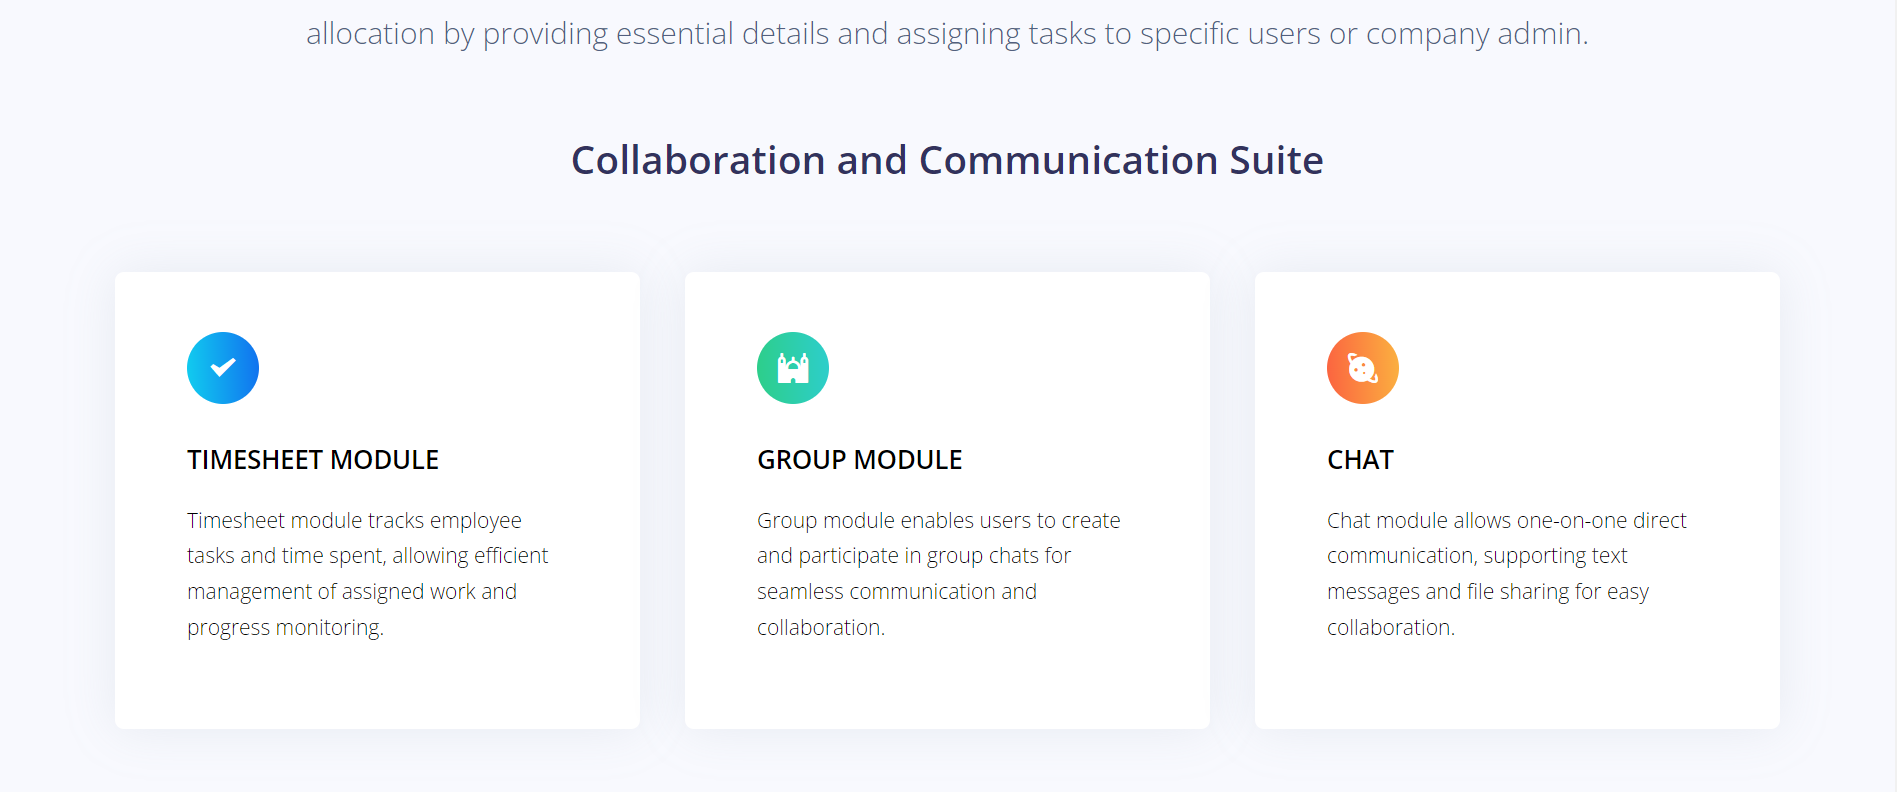 allocation by providing essential details and assigning tasks to specific users or company admin.
Collaboration and Communication Suite
TIMESHEET MODULE
Timesheet module tracks employee
tasks and time spent, allowing efficient
management of assigned work and
progress monitoring.
GROUP MODULE
Group module enables users to create
and participate in group chats for
seamless communication and
collaboration.
CHAT
Chat module allows one-on-one direct
communication, supporting text
messages and file sharing for easy
collaboration.